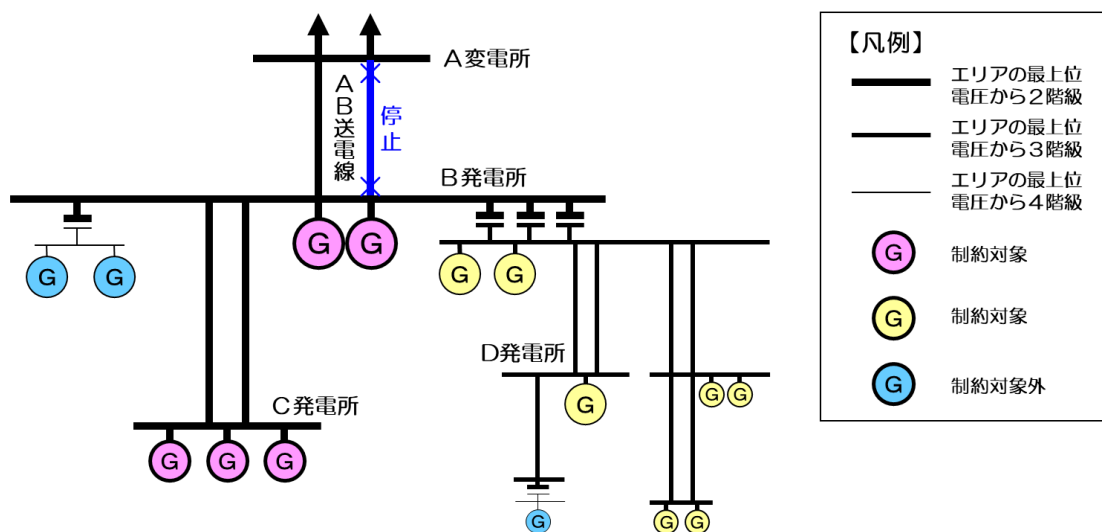 A変電所
AB送電線
停止
B発電所
G
G
G
G
G
G
D発電所
G
G
G
C発電所
G
G
G
G
G
G
【凡例】
エリアの最上位
電圧から2階級
エリアの最上位
電圧から3階級
エリアの最上位
電圧から4階級
G
制約対象
G
制約対象
G
制約対象外